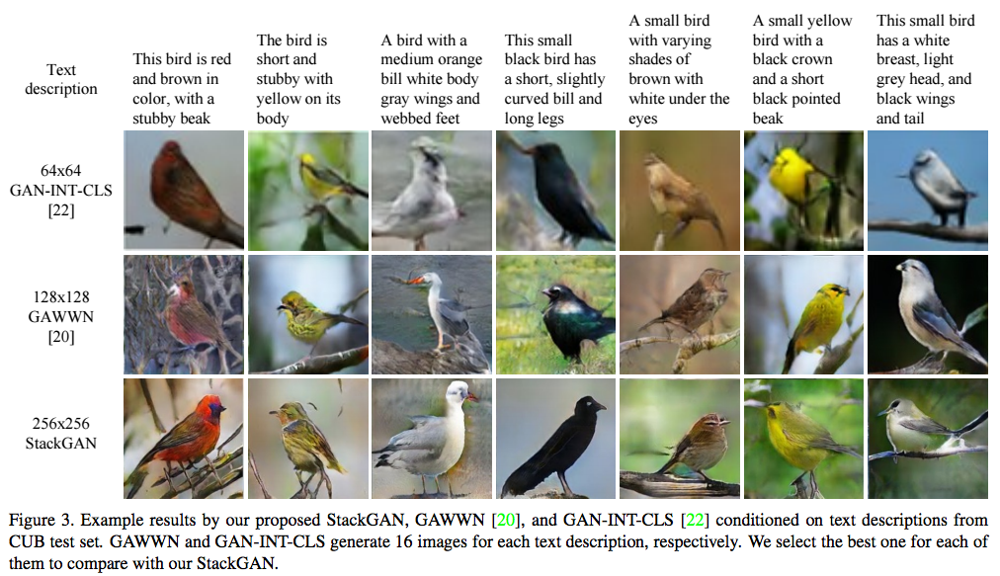 Text
description
This bird is red
and brown in
color, with a
stubby beak
The bird is
short and
stubby with
yellow on its
body
A bird with a
medium orange
bill white body
gray wings and
webbed feet
This small
black bird has
a short, slightly
curved bill and
long legs
A small bird
with varying
shades of
brown with
white under the
eyes
A small yellow
bird with a
black crown
and a short
black pointed
beak
This small bird
has a white
breast, light
grey head, and
black wings
and tail
64x64
GAN-INT-CLS
[22]
128x128
GAWWN
[20]
256x256
StackGAN
Figure 3. Example results by our proposed StackGAN, GAWWN [20], and GAN-INT-CLS [22] conditioned on text descriptions from
CUB test set. GAWWN and GAN-INT-CLS generate 16 images for each text description, respectively. We select the best one for each of
them to compare with our StackGAN.